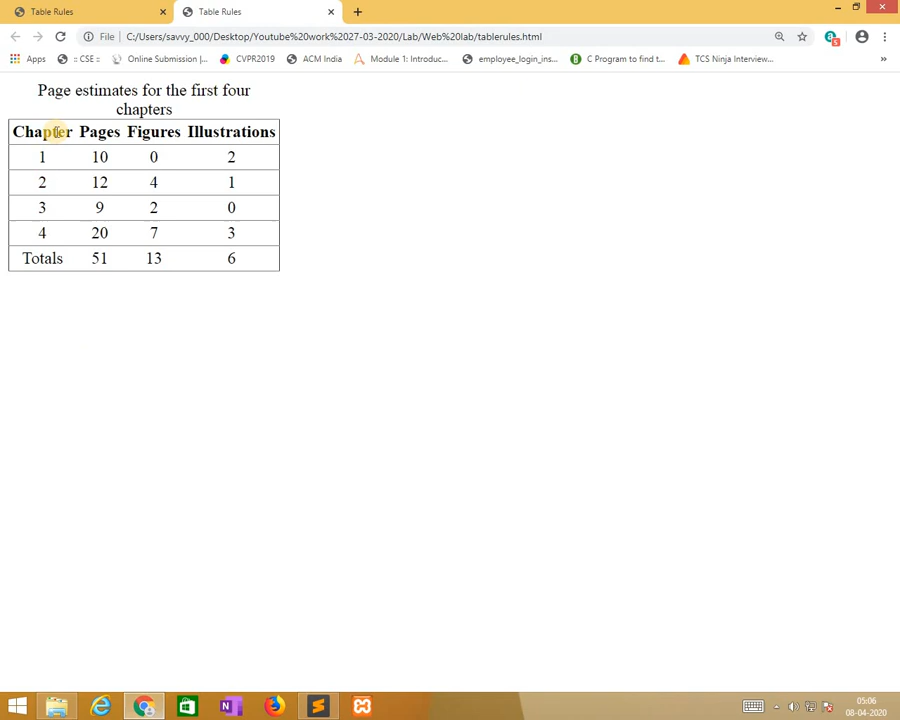 Table Rules
Table Rules
File C:/Users/savvy_000/Desktop/Youtube%20work%2027-03-2020/Lab/Web%20lab/tablerules.html
Apps :: CSE :: Online Submission |... CVPR2019 ACM India Module 1: Introduc... employee_login_ins... C Program to find t... TCS Ninja Interview... »
Page estimates for the first four
chapters
Chapter Pages Figures Illustrations
1 10 0 2
2 12 4 1
3 9 2 0
4 20 7 3
Totals 51 13 6
05:06
08-04-2020